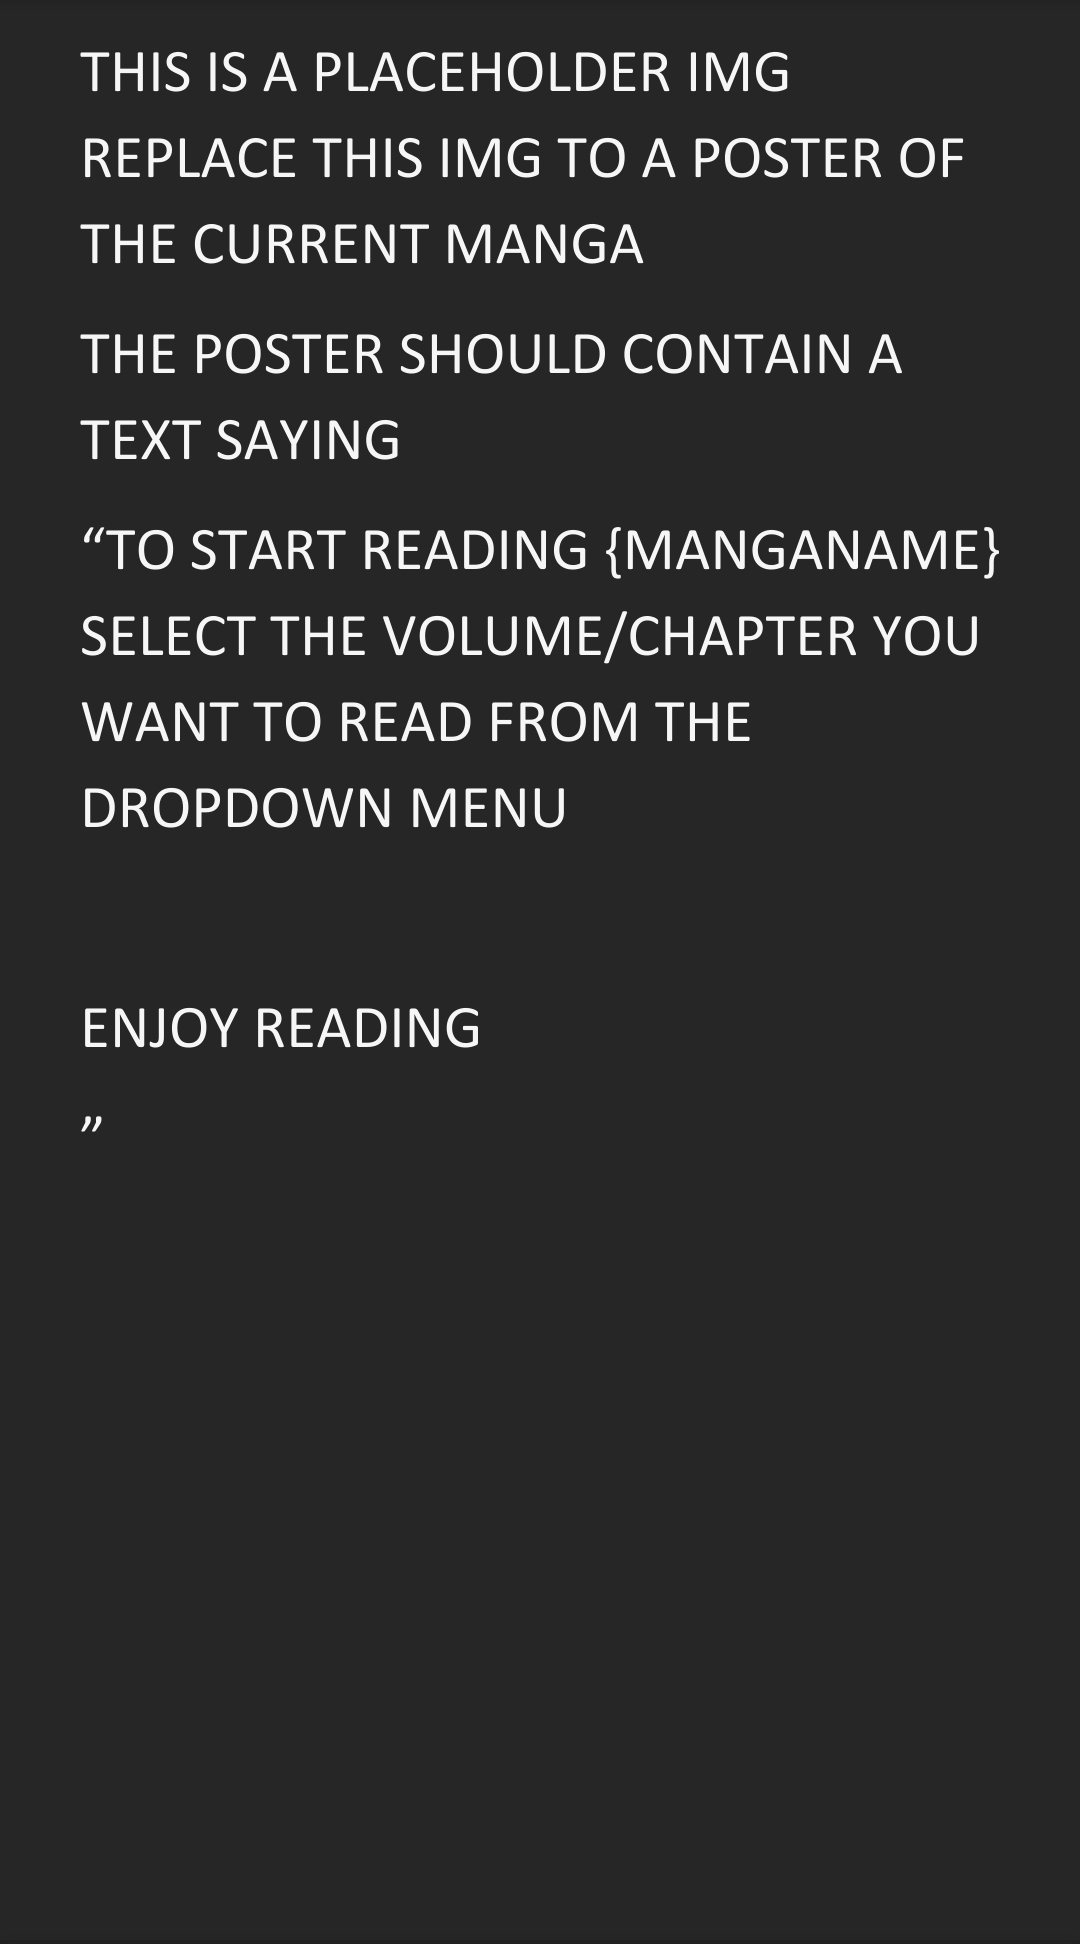 THIS IS A PLACEHOLDER IMG
REPLACE THIS IMG TO A POSTER OF
THE CURRENT MANGA
THE POSTER SHOULD CONTAIN A
TEXT SAYING
“TO START READING {MANGANAME}
SELECT THE VOLUME/CHAPTER YOU
WANT TO READ FROM THE
DROPDOWN MENU
ENJOY READING
”